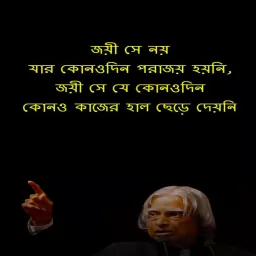 জয়ী সে নয়
যার কোনওদিন পরাজয় হয়নি,
জয়ী সে যে কোনওদিন
কোনও কাজের হাল ছেড়ে দেয়নি